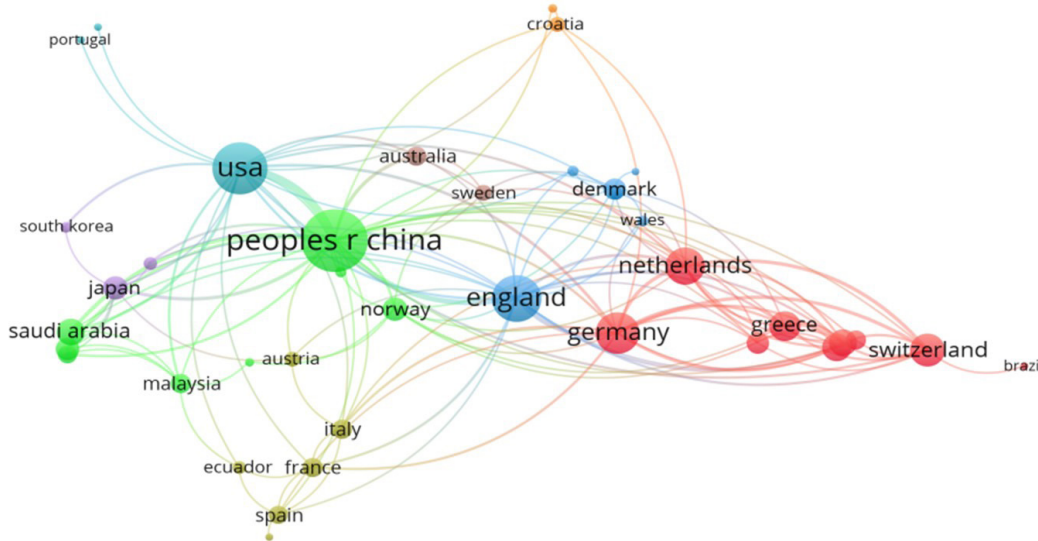 croatia
portugal
australia
usa
denmark
sweden
wales
south korea
peoples r china
netherlands
japan
england
norway
saudi arabia
germany
greece
switzerland
austria
brazi
malaysia
italy
ecuador
france
spain